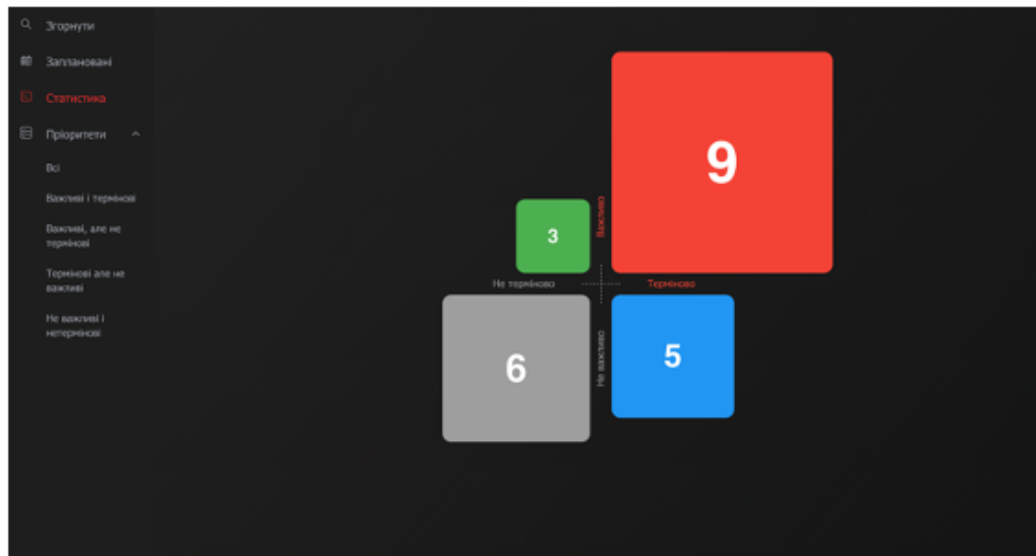 Згорнути
Заплановані
Статистика
Пріоритети
Всі
Важливі і термінові
Важливі, але не
термінові
Термінові але не
важливі
Не важливі і
нетермінові
9
Важливо
3
Не терміново
Терміново
6
Не важливо
5